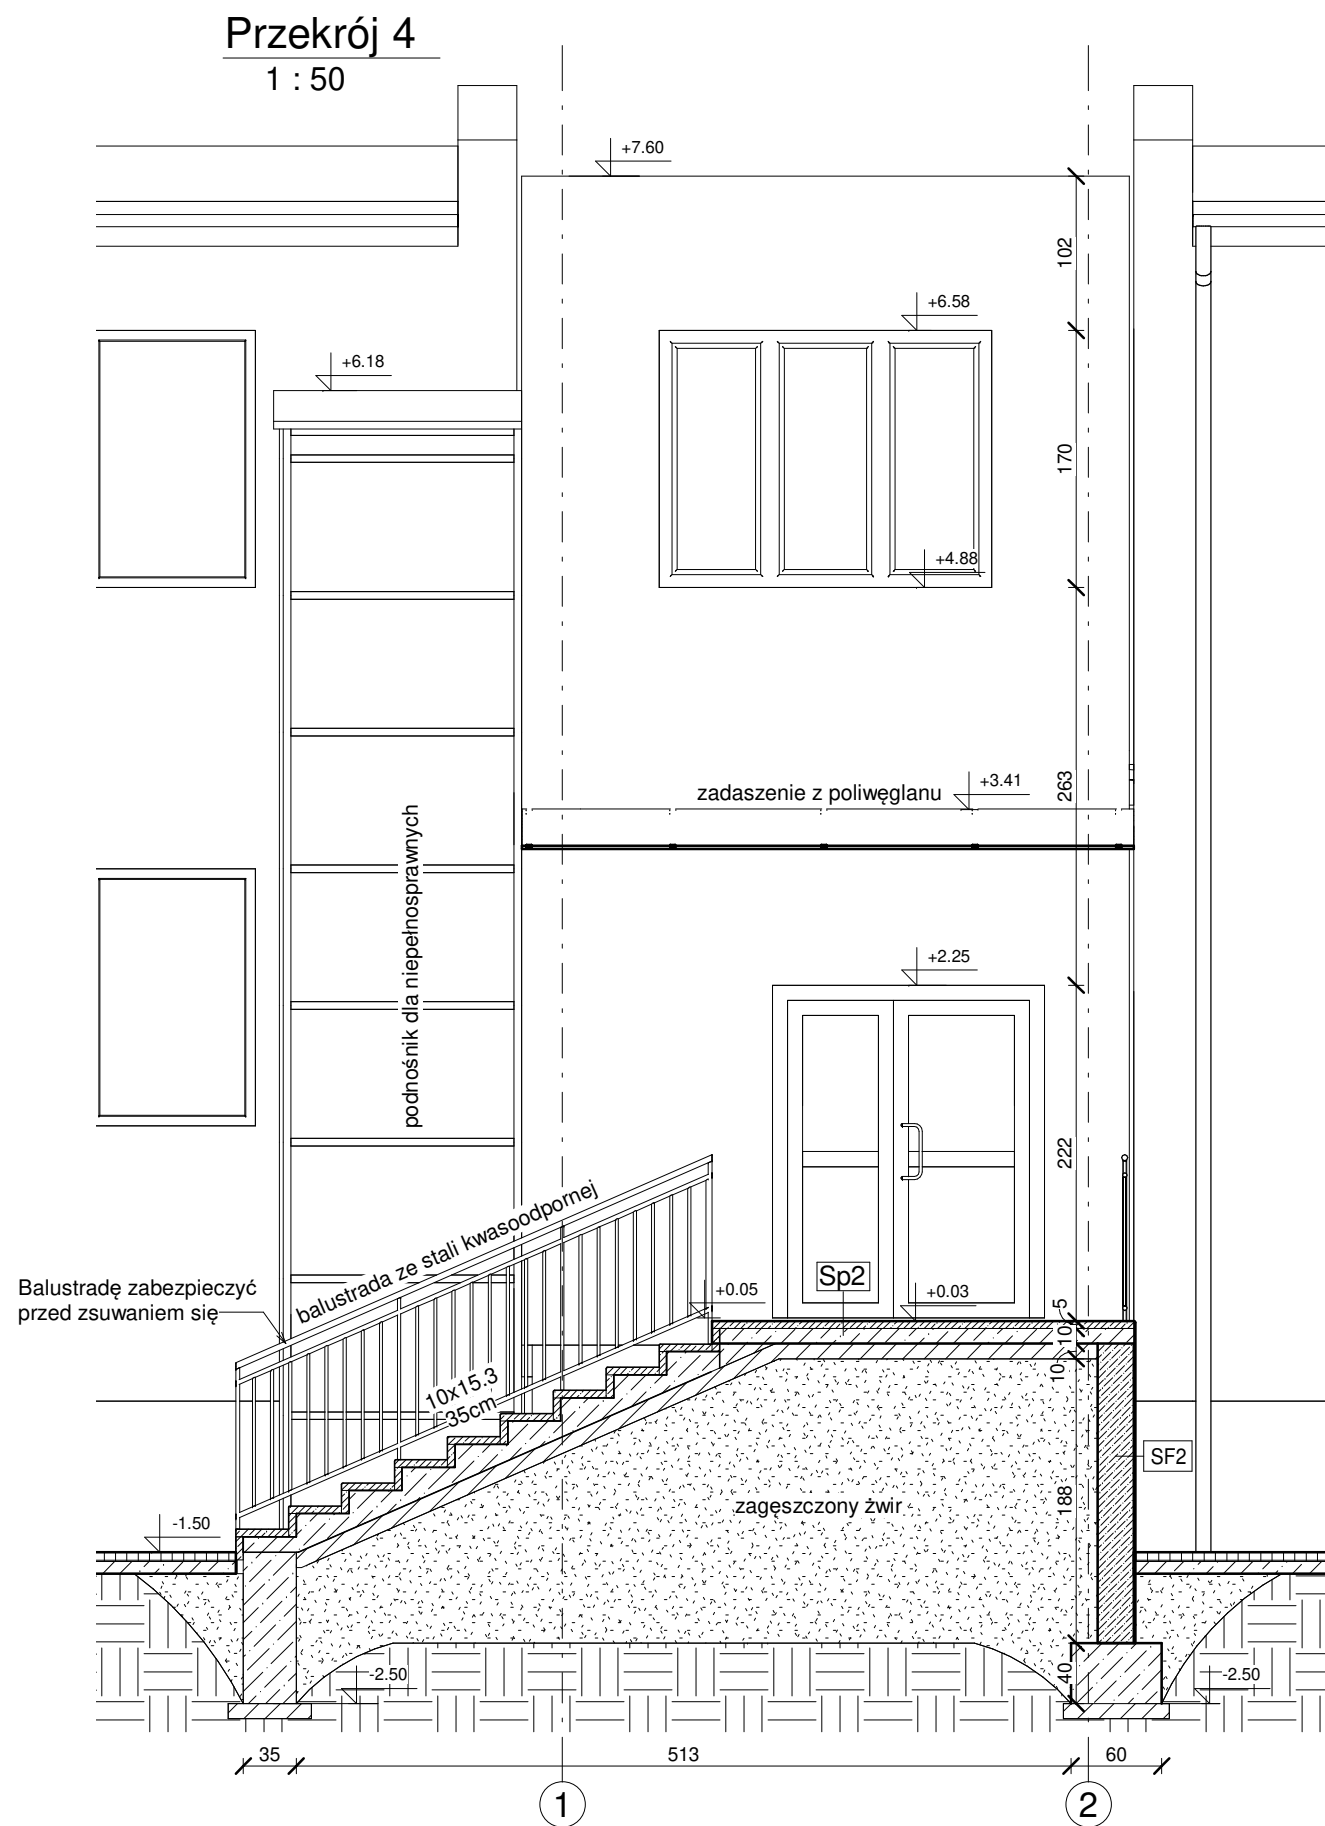 Przekrój 4
1 : 50
+7.60
102
+6.58
+6.18
170
+4.88
zadaszenie z poliwęglanu
+3.41
263
podnośnik dla niepełnosprawnych
+2.25
222
balustrada ze stali kwasoodpornej
Balustradę zabezpieczyć
przed zsuwaniem się
Sp2
+0.05
+0.03
5
10
10
10x15.3
35cm
SF2
188
zagęszczony żwir
-1.50
-2.50
40
-2.50
35
513
60
1
2